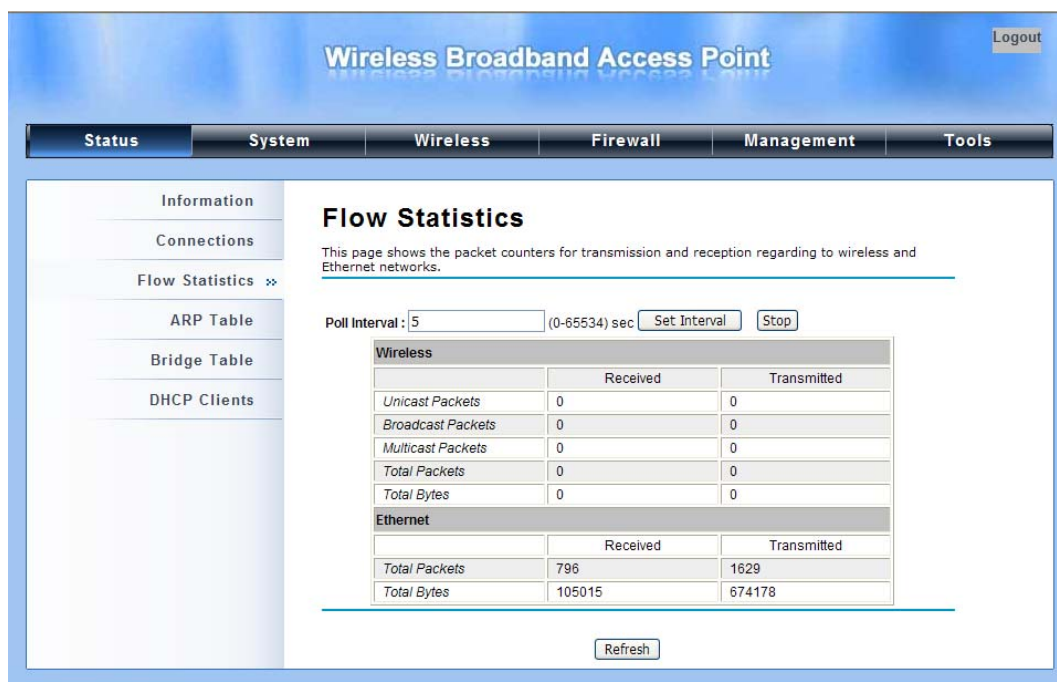 Logout
Wireless Broadband Access Point
Status System Wireless Firewall Management Tools
Information
Connections
Flow Statistics »
ARP Table
Bridge Table
DHCP Clients
Flow Statistics
This page shows the packet counters for transmission and reception regarding to wireless and
Ethernet networks.
Poll Interval : 5 (0-65534) sec Set Interval Stop
Wireless
Received Transmitted
Unicast Packets 0 0
Broadcast Packets 0 0
Multicast Packets 0 0
Total Packets 0 0
Total Bytes 0 0
Ethernet
Received Transmitted
Total Packets 796 1629
Total Bytes 105015 674178
Refresh